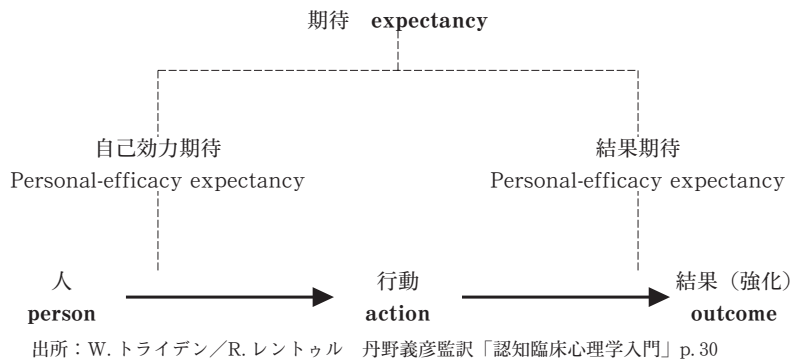 期待 expectancy
自己効力期待 結果期待
Personal-efficacy expectancy Personal-efficacy expectancy
人 行動 結果（強化）
person action outcome
出所：W.トライデン／R.レントゥル 丹野義彦監訳「認知臨床心理学入門」p.30